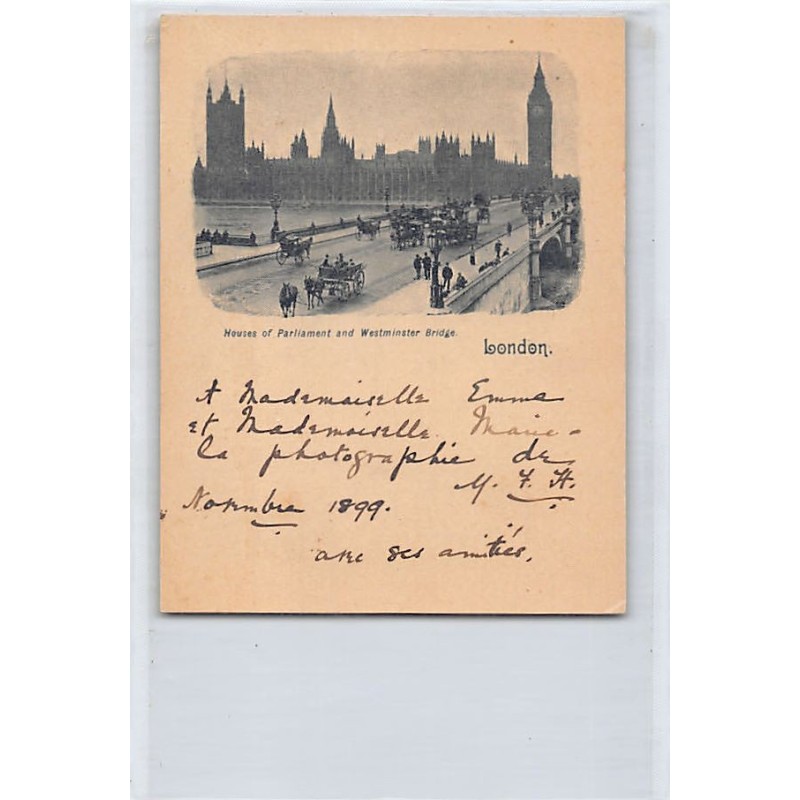 Houses of Parliament and Westminster Bridge.
London.
A Mademoiselle Emma
et Mademoiselle Marie -
la photographie de
M. F. H.
Novembre 1899.
avec ses amitiés.